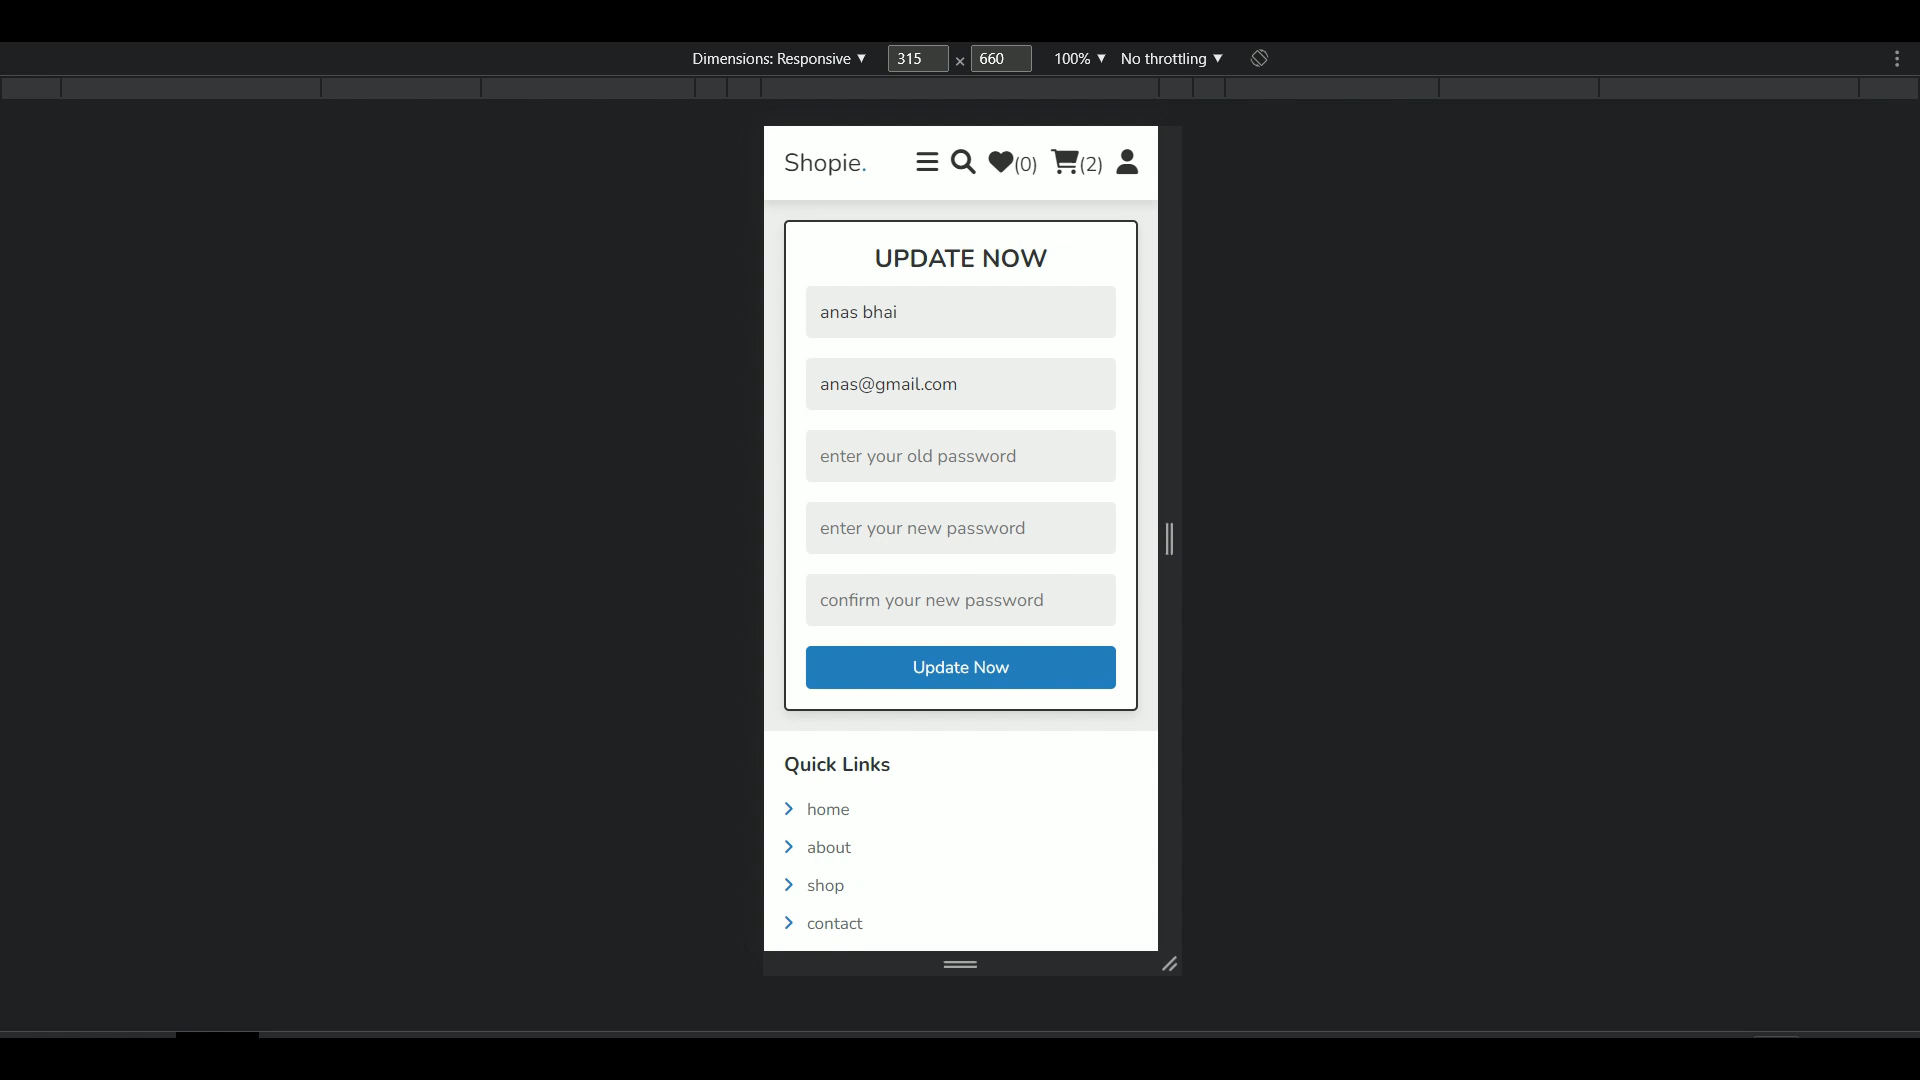 Dimensions: Responsive ▼ 315 × 660 100% ▼ No throttling ▼
Shopie. (0) (2)
UPDATE NOW
anas bhai
anas@gmail.com
enter your old password
enter your new password
confirm your new password
Update Now
Quick Links
home
about
shop
contact